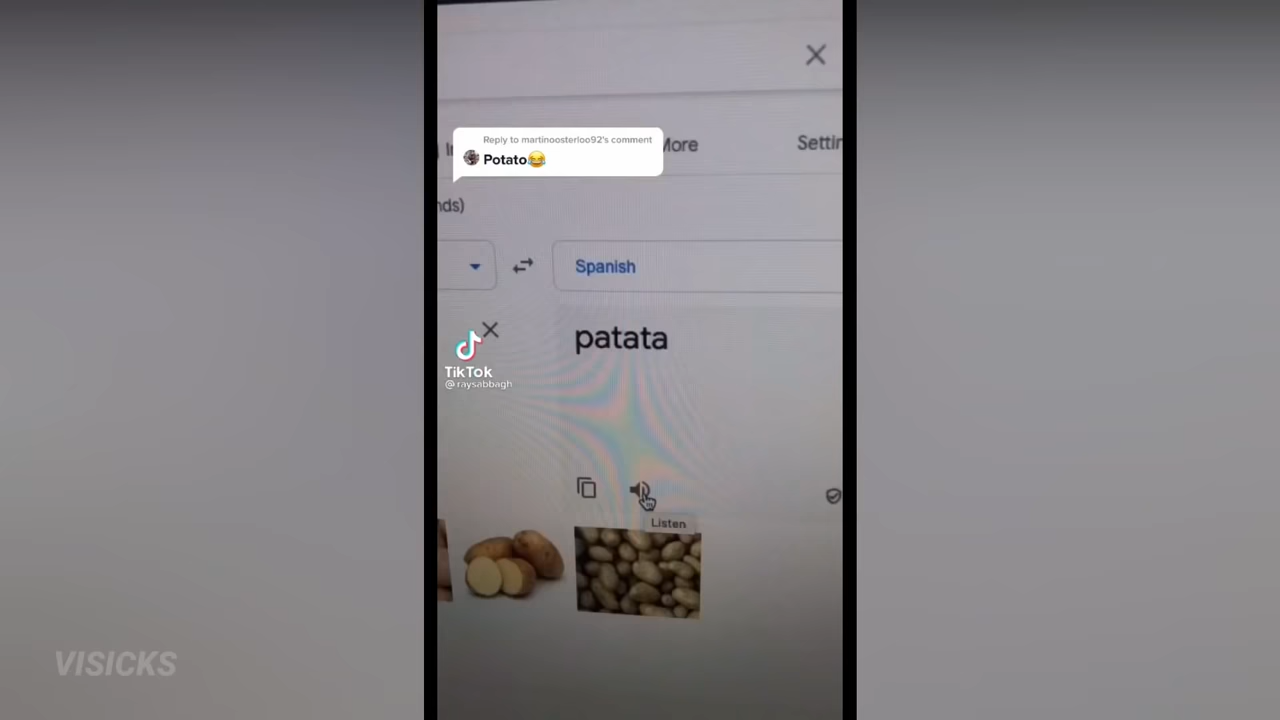 Reply to martinoosterloo92's comment
Potato😂
More
Settin
nds)
Spanish
patata
TikTok
@raysabbagh
Listen
VISICKS